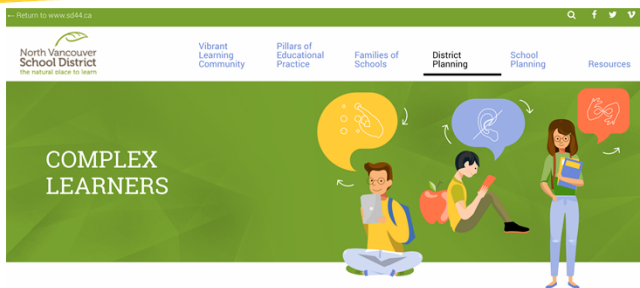 ← Return to www.sd44.ca
North Vancouver
School District
the natural place to learn
Vibrant
Learning
Community
Pillars of
Educational
Practice
Families of
Schools
District
Planning
School
Planning
Resources
COMPLEX
LEARNERS